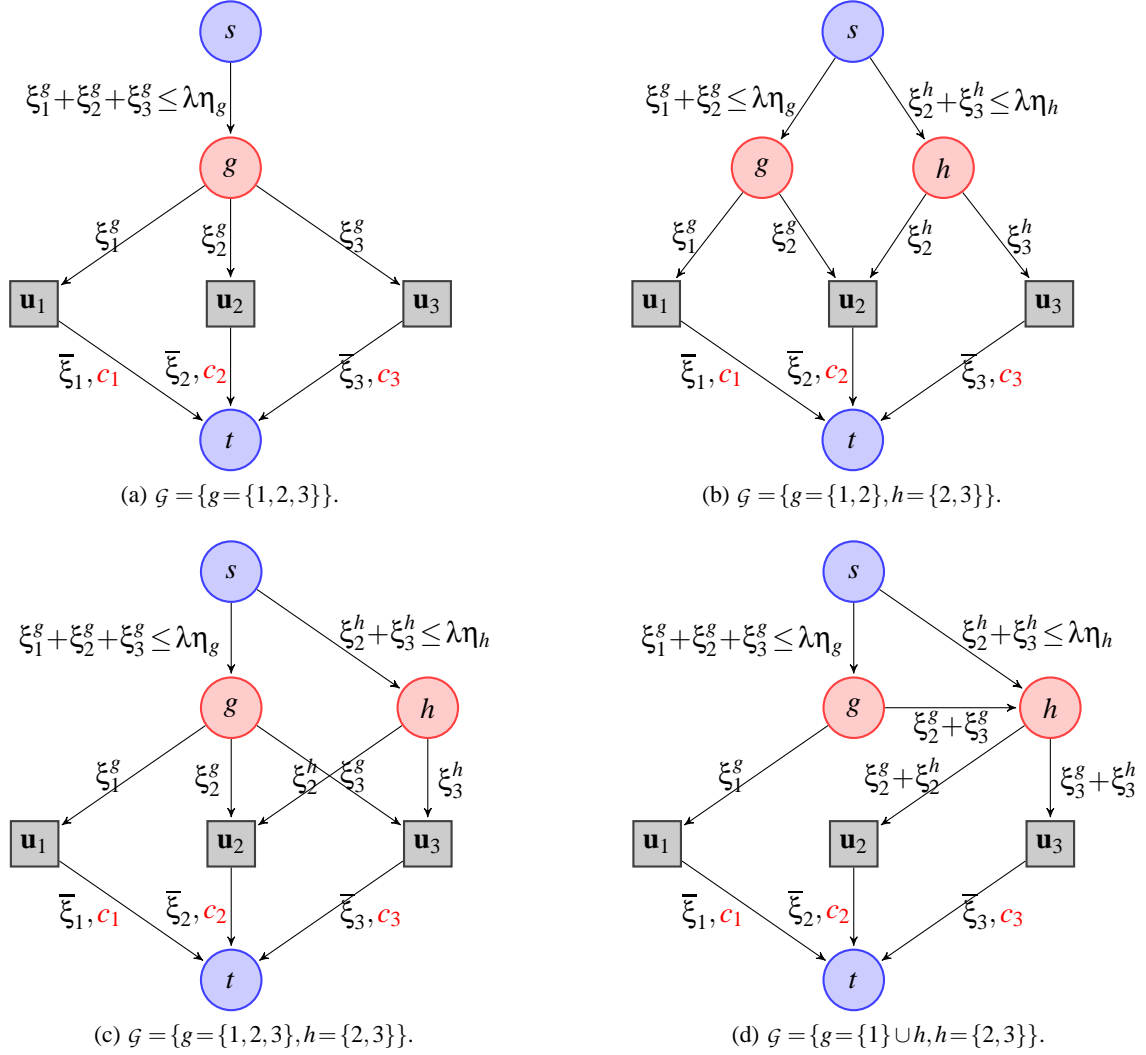 s
ξ₁ᵍ+ξ₂ᵍ+ξ₃ᵍ ≤ ληg
g
ξ₁ᵍ ξ₂ᵍ ξ₃ᵍ
u₁ u₂ u₃
ξ̅₁, c₁ ξ̅₂, c₂ ξ̅₃, c₃
t
(a) 𝒢={g={1,2,3}}.
s
ξ₁ᵍ+ξ₂ᵍ ≤ ληg ξ₂ʰ+ξ₃ʰ ≤ ληₕ
g h
ξ₁ᵍ ξ₂ᵍ ξ₂ʰ ξ₃ʰ
u₁ u₂ u₃
ξ̅₁, c₁ ξ̅₂, c₂ ξ̅₃, c₃
t
(b) 𝒢={g={1,2},h={2,3}}.
s
ξ₁ᵍ+ξ₂ᵍ+ξ₃ᵍ ≤ ληg ξ₂ʰ+ξ₃ʰ ≤ ληₕ
g h
ξ₁ᵍ ξ₂ᵍ ξ₂ʰ ξ₃ᵍ ξ₃ʰ
u₁ u₂ u₃
ξ̅₁, c₁ ξ̅₂, c₂ ξ̅₃, c₃
t
(c) 𝒢={g={1,2,3},h={2,3}}.
s
ξ₁ᵍ+ξ₂ᵍ+ξ₃ᵍ ≤ ληg ξ₂ʰ+ξ₃ʰ ≤ ληₕ
g h
ξ₂ᵍ+ξ₃ᵍ
ξ₁ᵍ ξ₂ᵍ+ξ₂ʰ ξ₃ᵍ+ξ₃ʰ
u₁ u₂ u₃
ξ̅₁, c₁ ξ̅₂, c₂ ξ̅₃, c₃
t
(d) 𝒢={g={1}∪h,h={2,3}}.